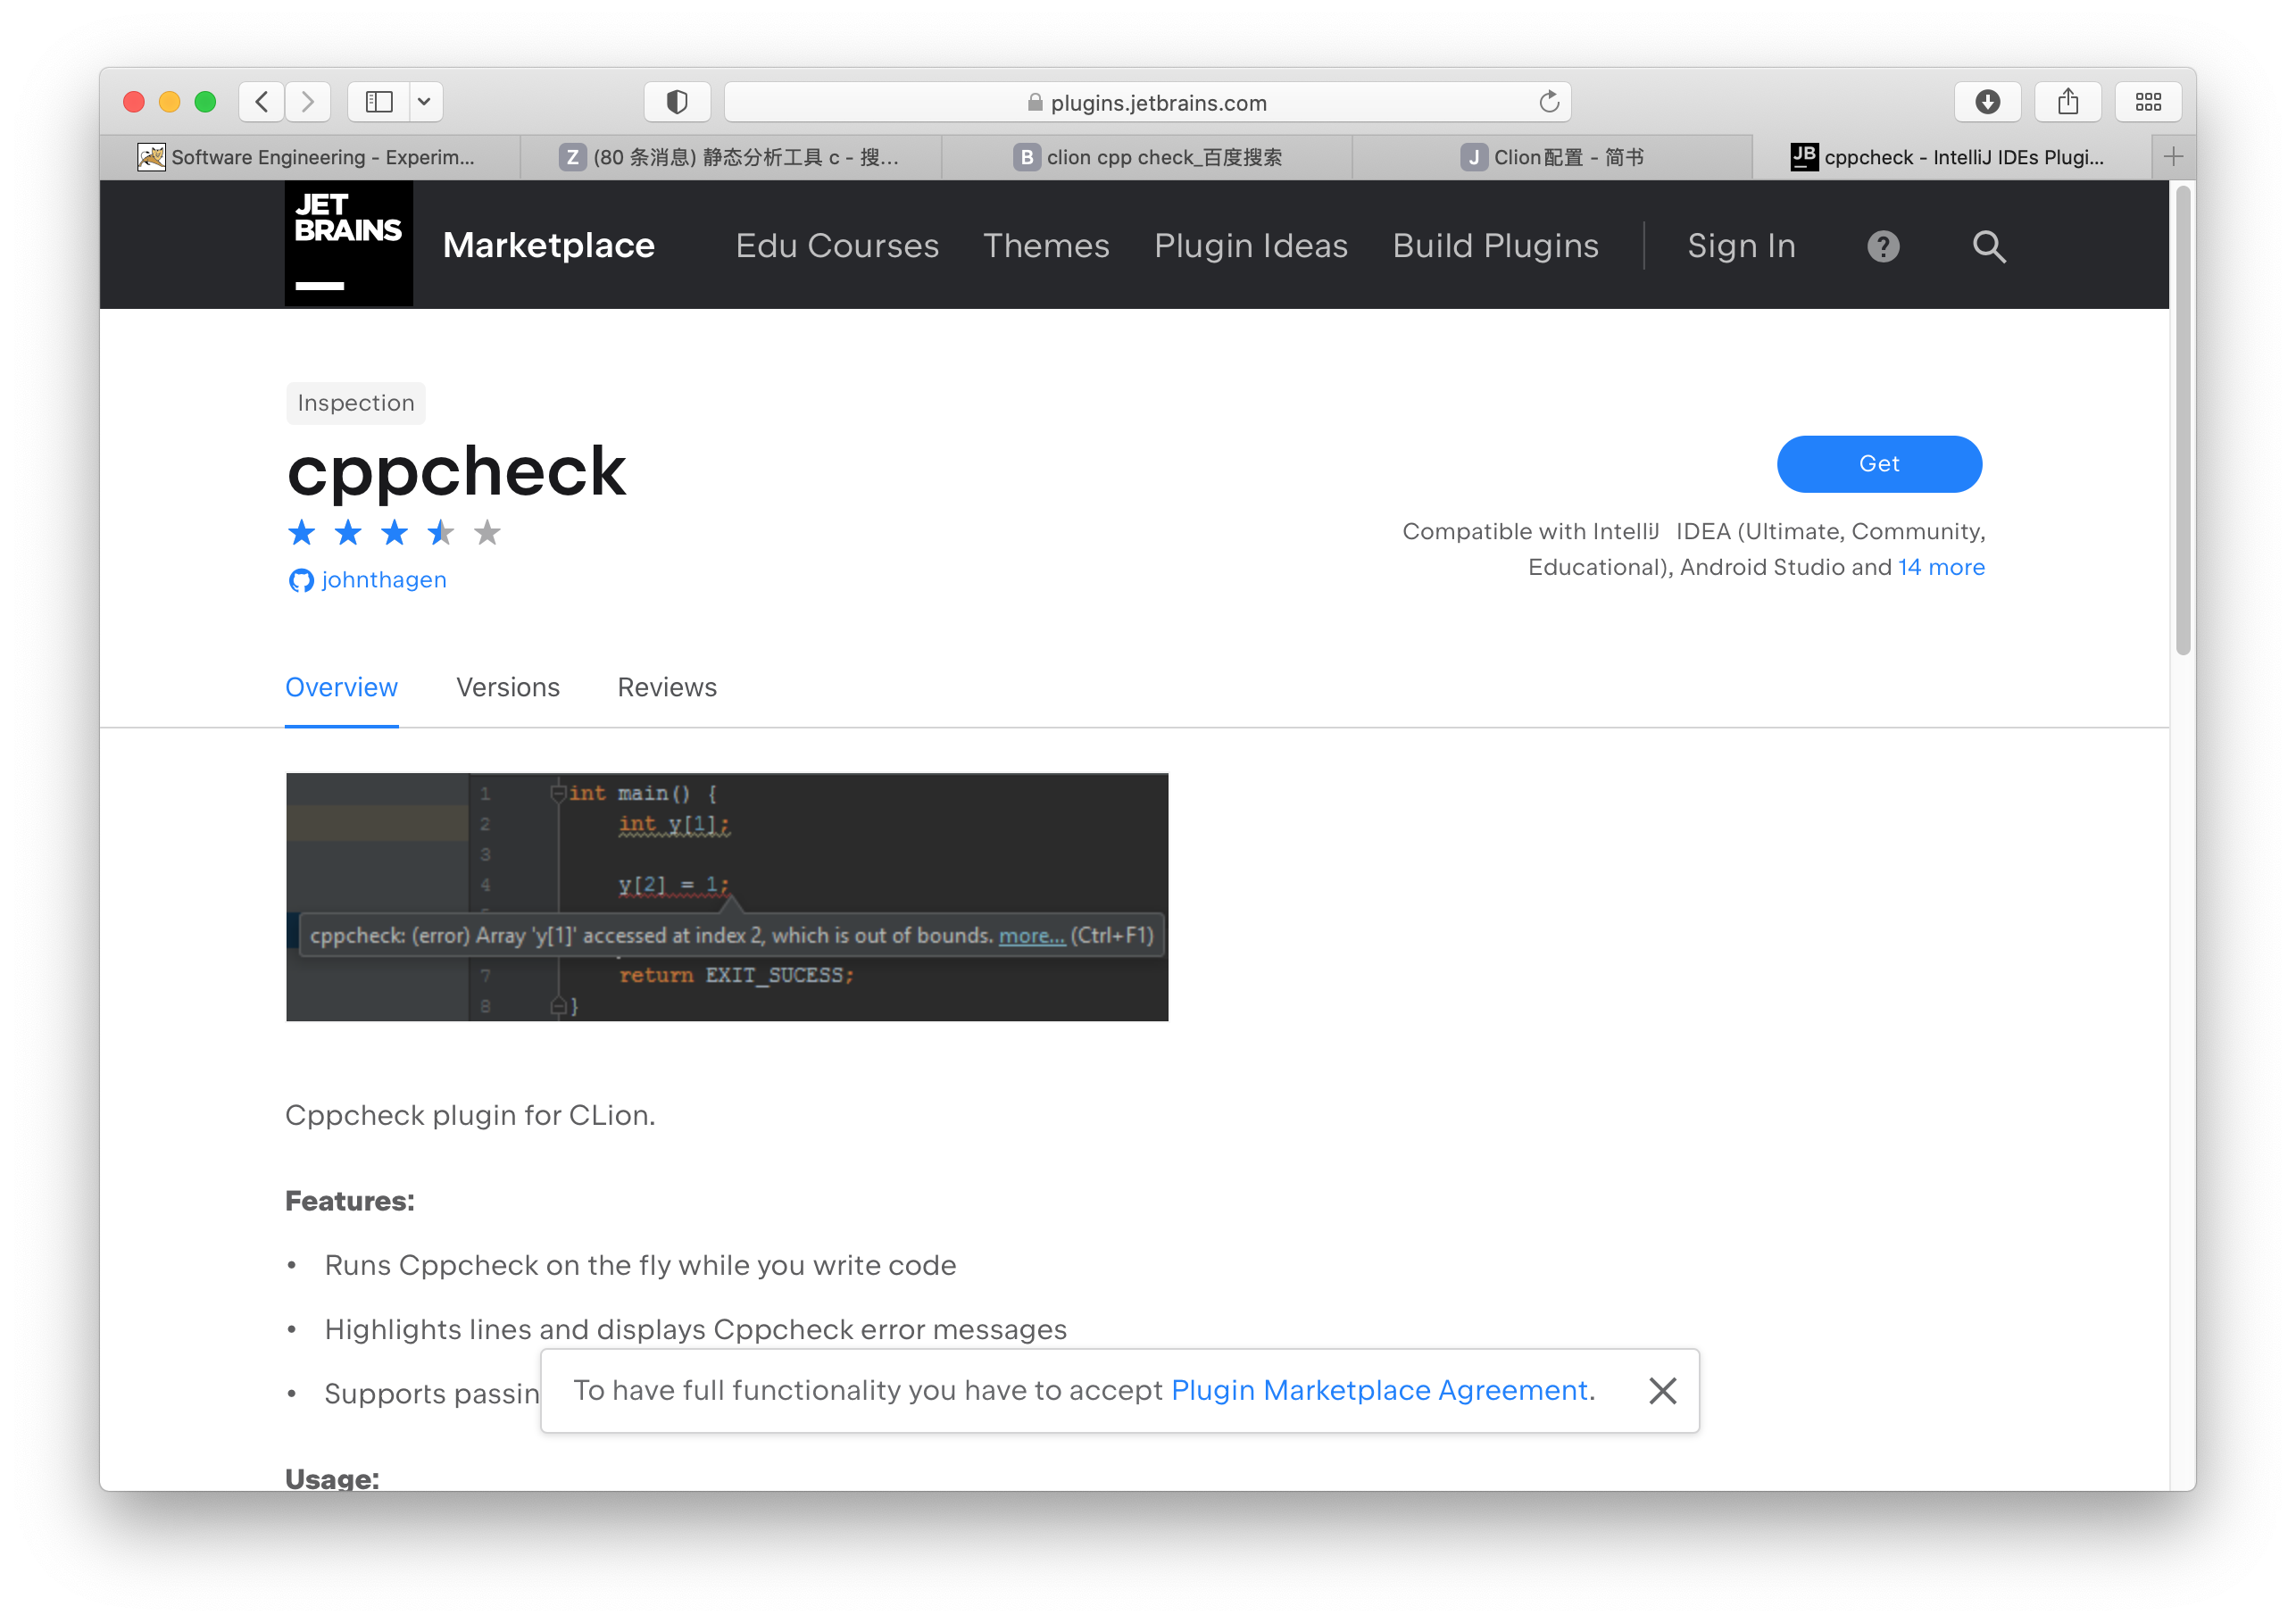 plugins.jetbrains.com
Software Engineering - Experim...
Z (80 条消息) 静态分析工具 c - 搜...
B clion cpp check_百度搜索
J Clion配置 - 简书
JB cppcheck - IntelliJ IDEs Plugi...
JET
BRAINS
Marketplace Edu Courses Themes Plugin Ideas Build Plugins Sign In ?
Inspection
cppcheck
Get
johnthagen
Compatible with IntelliJ IDEA (Ultimate, Community,
Educational), Android Studio and 14 more
Overview Versions Reviews
1 int main() {
2 int y[1];
3
4 y[2] = 1;
cppcheck: (error) Array 'y[1]' accessed at index 2, which is out of bounds. more... (Ctrl+F1)
7 return EXIT_SUCESS;
8 }
Cppcheck plugin for CLion.
Features:
• Runs Cppcheck on the fly while you write code
• Highlights lines and displays Cppcheck error messages
• Supports passin
To have full functionality you have to accept Plugin Marketplace Agreement.
Usage: